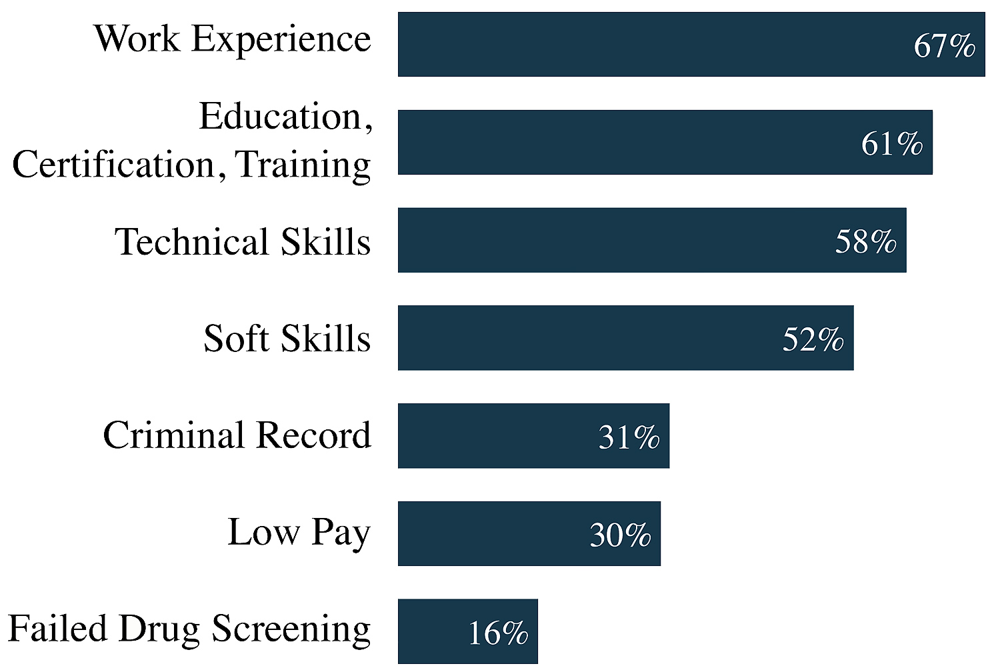 Work Experience
67%
Education,
Certification, Training
61%
Technical Skills
58%
Soft Skills
52%
Criminal Record
31%
Low Pay
30%
Failed Drug Screening
16%